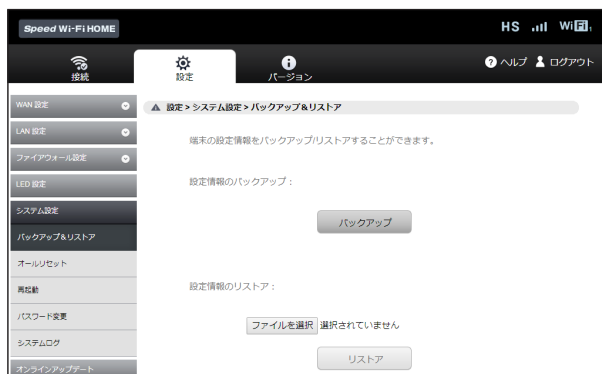 Speed Wi-Fi HOME
HS WiFi 1
接続
設定
バージョン
ヘルプ ログアウト
WAN 設定
LAN 設定
ファイアウォール設定
LED 設定
システム設定
バックアップ&リストア
オールリセット
再起動
パスワード変更
システムログ
オンラインアップデート
設定 > システム設定 > バックアップ&リストア
端末の設定情報をバックアップ/リストアすることができます。
設定情報のバックアップ:
バックアップ
設定情報のリストア:
ファイルを選択 選択されていません
リストア